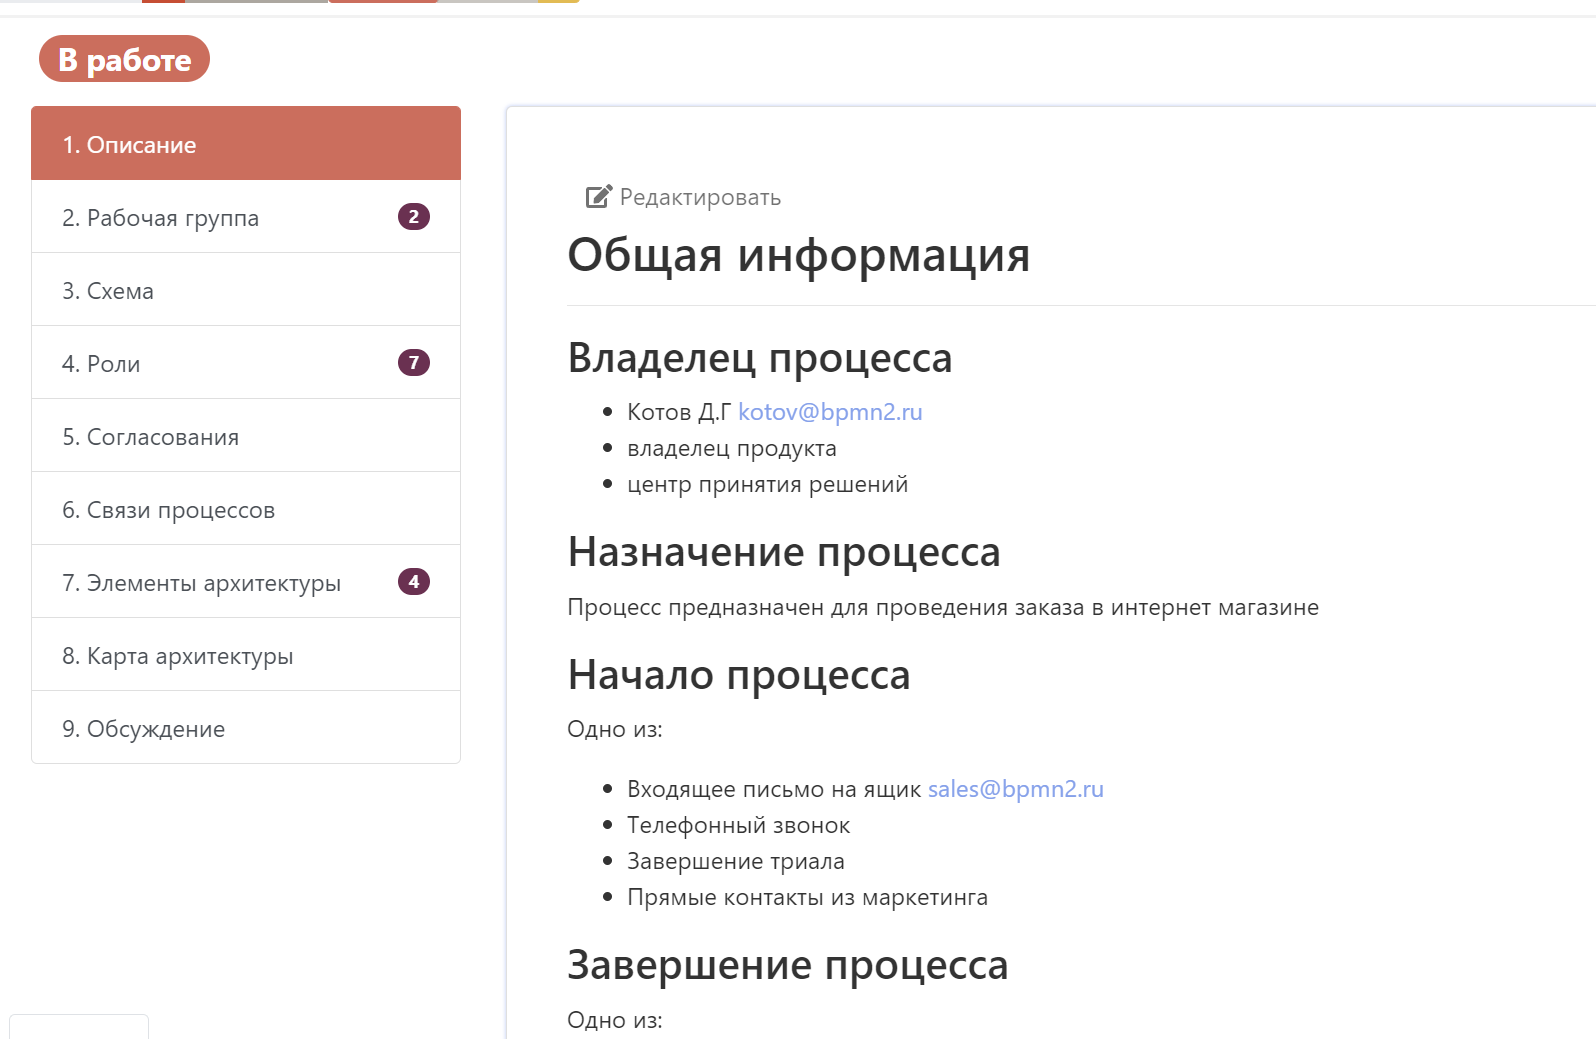 В работе
1. Описание
2. Рабочая группа 2
3. Схема
4. Роли 7
5. Согласования
6. Связи процессов
7. Элементы архитектуры 4
8. Карта архитектуры
9. Обсуждение
Редактировать
Общая информация
Владелец процесса
Котов Д.Г kotov@bpmn2.ru
владелец продукта
центр принятия решений
Назначение процесса
Процесс предназначен для проведения заказа в интернет магазине
Начало процесса
Одно из:
Входящее письмо на ящик sales@bpmn2.ru
Телефонный звонок
Завершение триала
Прямые контакты из маркетинга
Завершение процесса
Одно из: